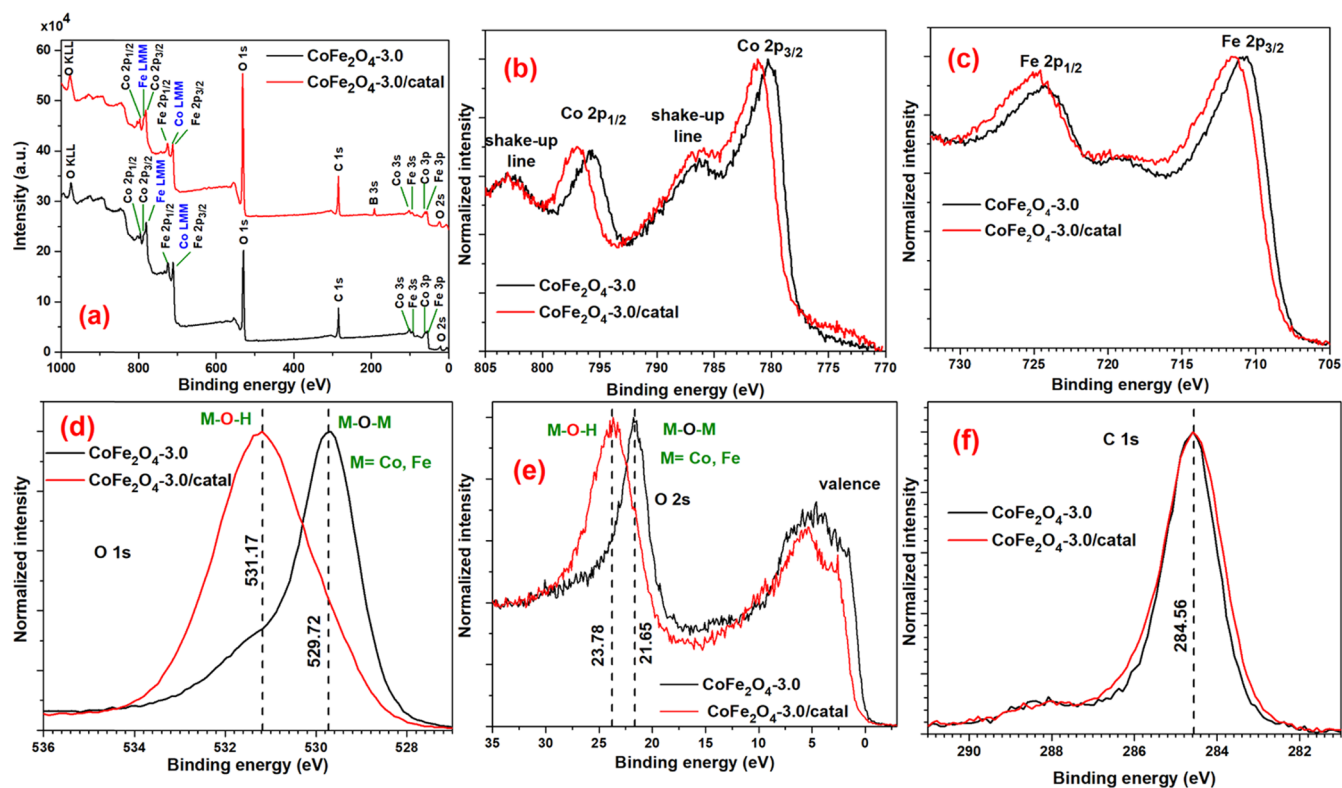 x10⁴
60
50
40
30
20
10
0
Intensity (a.u.)
O KLL
Co 2p1/2
Fe LMM
Co 2p3/2
Fe 2p1/2
Co LMM
Fe 2p3/2
O 1s
CoFe₂O₄-3.0
CoFe₂O₄-3.0/catal
C 1s
B 3s
Co 3s
Fe 3s
Co 3p
Fe 3p
O 2s
O KLL
Co 2p1/2
Co 2p3/2
Fe LMM
Fe 2p1/2
Co LMM
Fe 2p3/2
O 1s
C 1s
Co 3s
Fe 3s
Co 3p
Fe 3p
O 2s
(a)
1000 800 600 400 200 0
Binding energy (eV)
Normalized intensity
(b)
Co 2p3/2
shake-up
line
Co 2p1/2
shake-up
line
CoFe₂O₄-3.0
CoFe₂O₄-3.0/catal
805 800 795 790 785 780 775 770
Binding energy (eV)
Normalized intensity
(c)
Fe 2p3/2
Fe 2p1/2
CoFe₂O₄-3.0
CoFe₂O₄-3.0/catal
730 725 720 715 710 705
Binding energy (eV)
Normalized intensity
(d)
M-O-H
M-O-M
CoFe₂O₄-3.0
CoFe₂O₄-3.0/catal
M= Co, Fe
O 1s
531.17
529.72
536 534 532 530 528
Binding energy (eV)
Normalized intensity
M-O-H
M-O-M
M= Co, Fe
(e)
O 2s
valence
23.78
21.65
CoFe₂O₄-3.0
CoFe₂O₄-3.0/catal
35 30 25 20 15 10 5 0
Binding energy (eV)
Normalized intensity
C 1s
(f)
CoFe₂O₄-3.0
CoFe₂O₄-3.0/catal
284.56
290 288 286 284 282
Binding energy (eV)